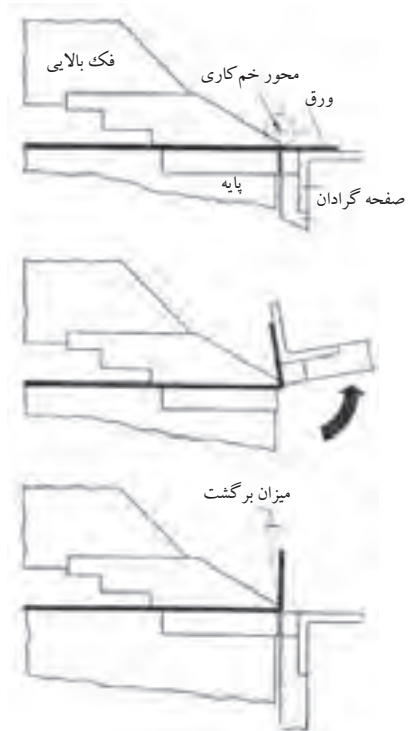 فک بالایی
محور خم کاری
ورق
پایه
صفحه گرادان
میزان برگشت